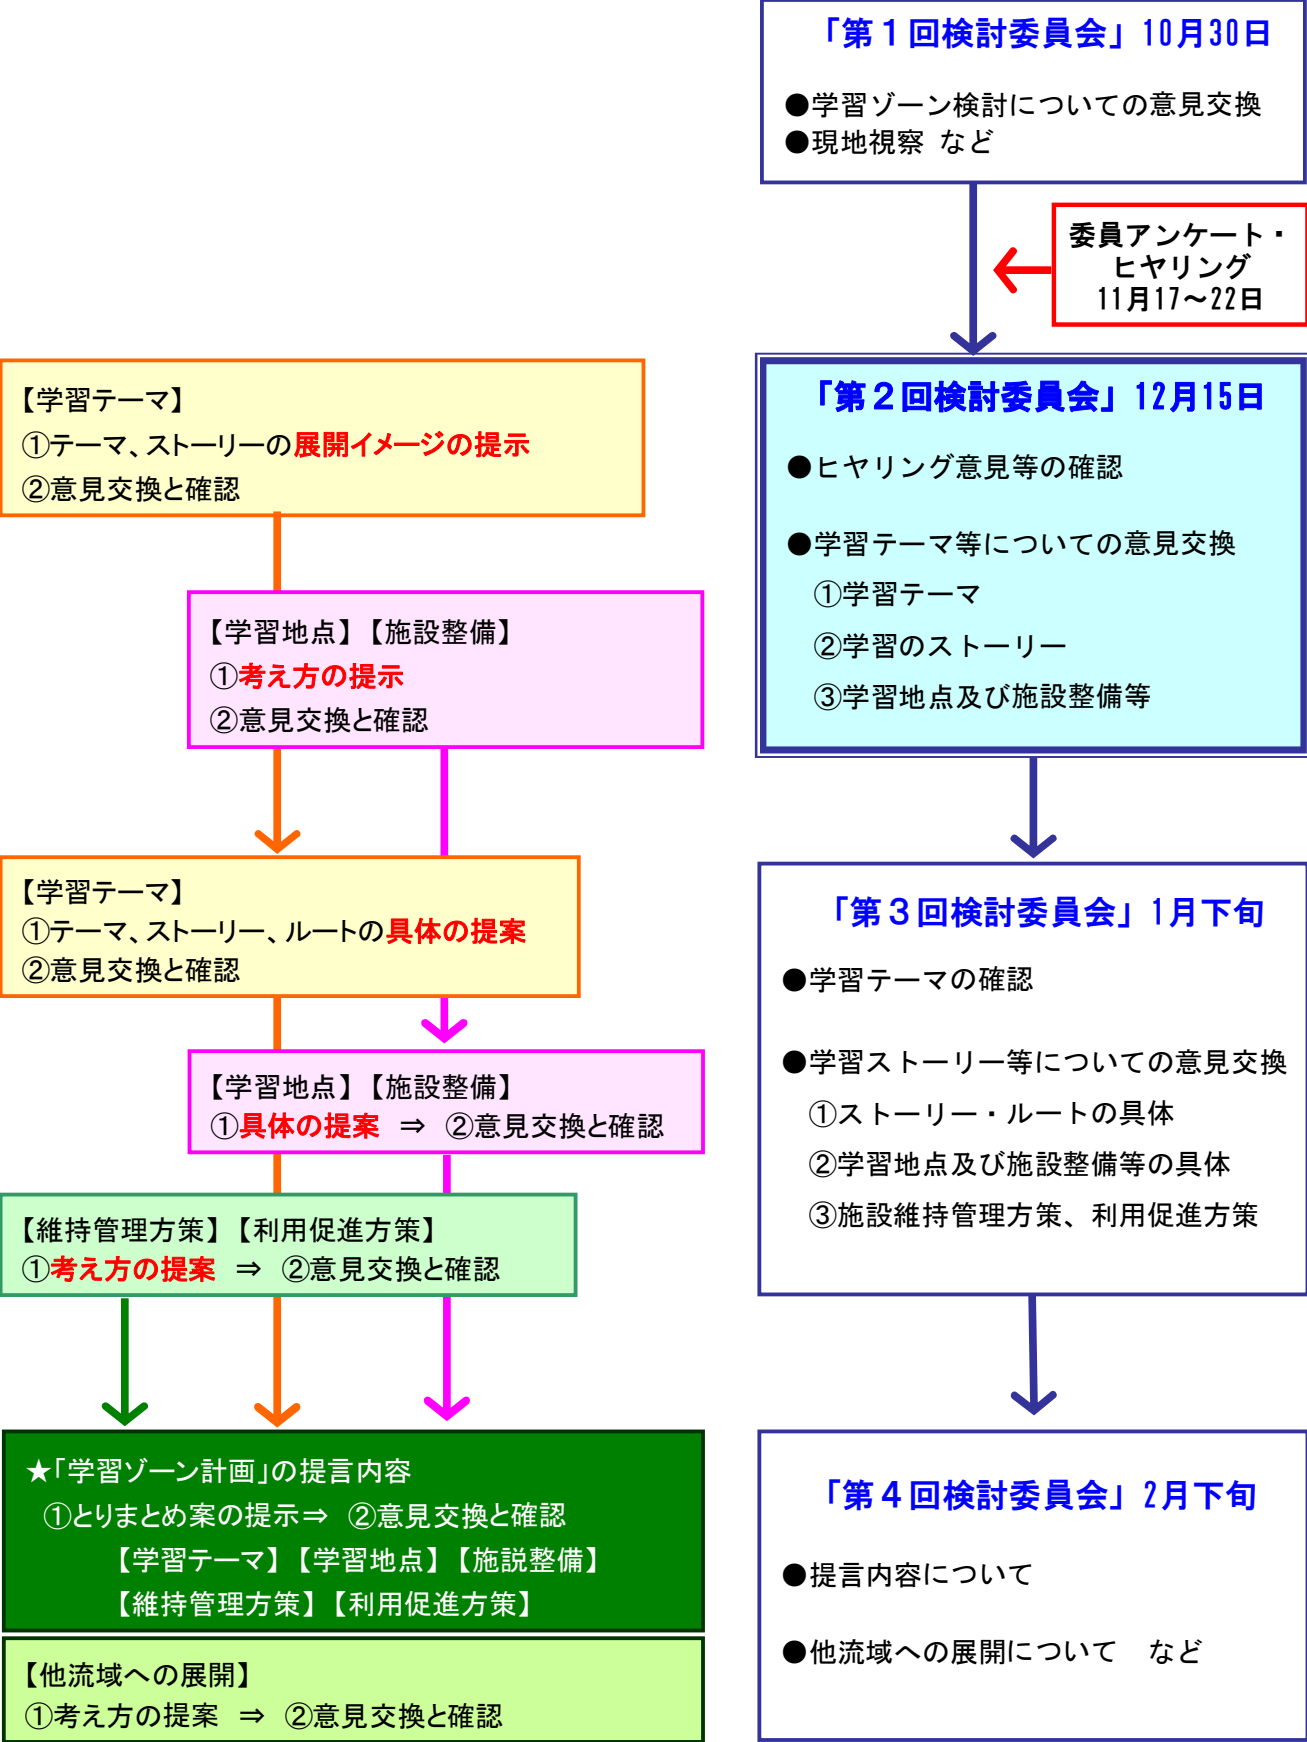 「第１回検討委員会」10月30日
●学習ゾーン検討についての意見交換
●現地視察 など
委員アンケート・
ヒヤリング
11月17～22日
【学習テーマ】
①テーマ、ストーリーの展開イメージの提示
②意見交換と確認
「第２回検討委員会」12月15日
●ヒヤリング意見等の確認
●学習テーマ等についての意見交換
①学習テーマ
②学習のストーリー
③学習地点及び施設整備等
【学習地点】【施設整備】
①考え方の提示
②意見交換と確認
【学習テーマ】
①テーマ、ストーリー、ルートの具体の提案
②意見交換と確認
「第３回検討委員会」1月下旬
●学習テーマの確認
●学習ストーリー等についての意見交換
①ストーリー・ルートの具体
②学習地点及び施設整備等の具体
③施設維持管理方策、利用促進方策
【学習地点】【施設整備】
①具体の提案 ⇒ ②意見交換と確認
【維持管理方策】【利用促進方策】
①考え方の提案 ⇒ ②意見交換と確認
★「学習ゾーン計画」の提言内容
①とりまとめ案の提示⇒ ②意見交換と確認
【学習テーマ】【学習地点】【施説整備】
【維持管理方策】【利用促進方策】
「第４回検討委員会」2月下旬
●提言内容について
●他流域への展開について など
【他流域への展開】
①考え方の提案 ⇒ ②意見交換と確認